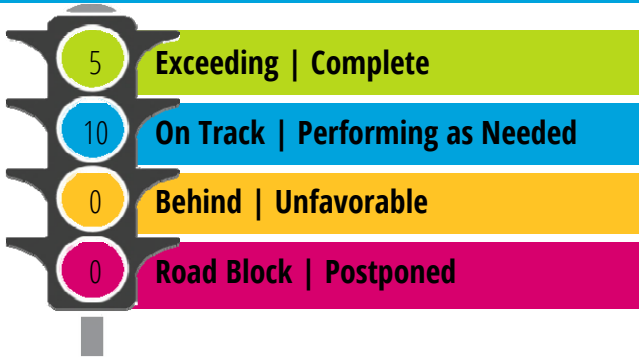 5 Exceeding | Complete
10 On Track | Performing as Needed
0 Behind | Unfavorable
0 Road Block | Postponed